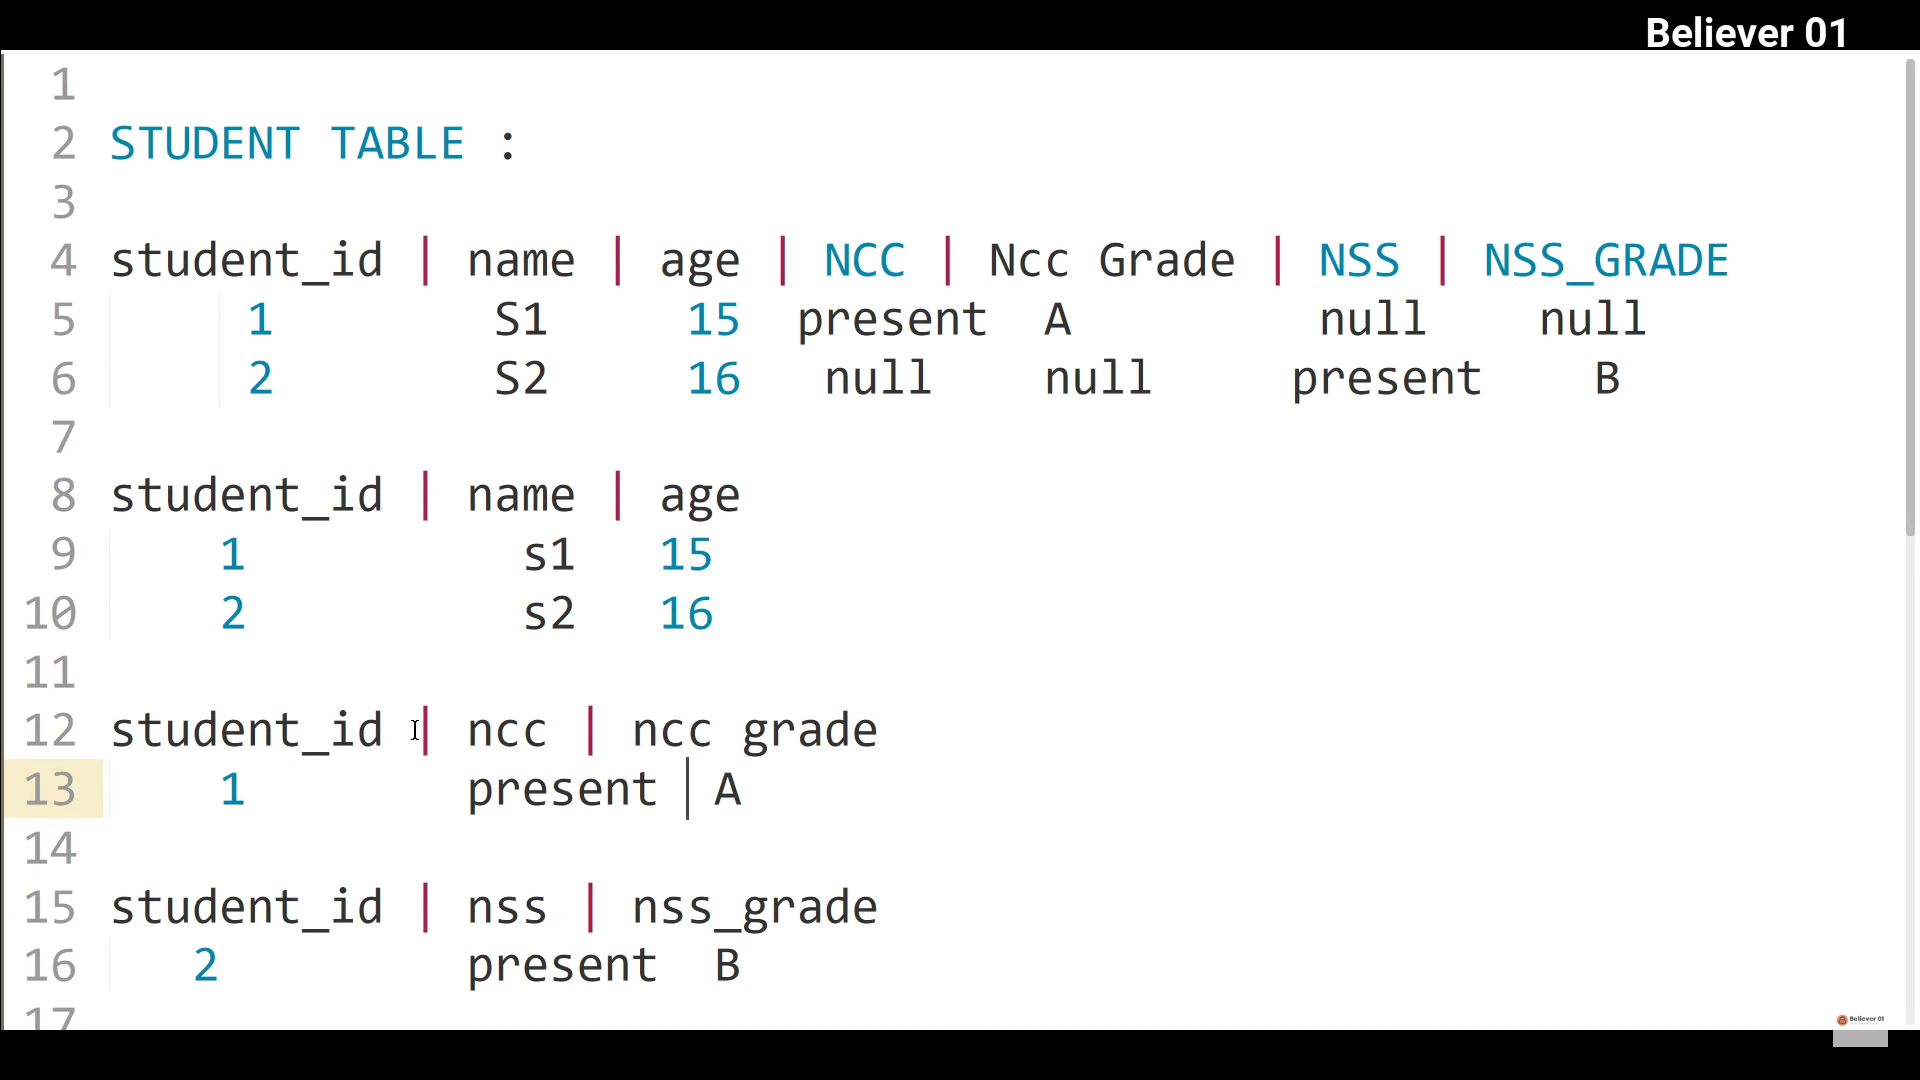 Believer 01
1
2 STUDENT TABLE :
3
4 student_id | name | age | NCC | Ncc Grade | NSS | NSS_GRADE
5 1 S1 15 present A null null
6 2 S2 16 null null present B
7
8 student_id | name | age
9 1 s1 15
10 2 s2 16
11
12 student_id | ncc | ncc grade
13 1 present A
14
15 student_id | nss | nss_grade
16 2 present B
17
Believer 01